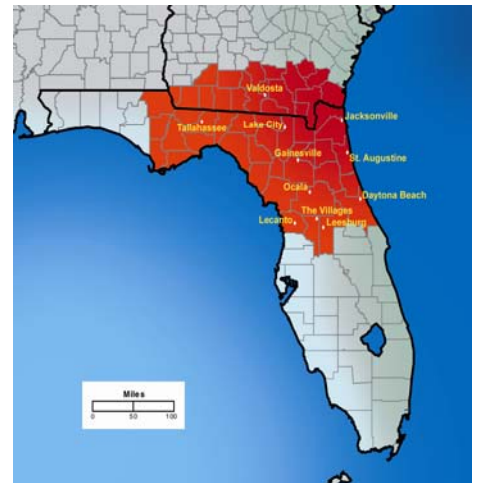 Valdosta
Jacksonville
Tallahassee
Lake City
Gainesville
St. Augustine
Ocala
Daytona Beach
The Villages
Lecanto
Leesburg
Miles
0 50 100